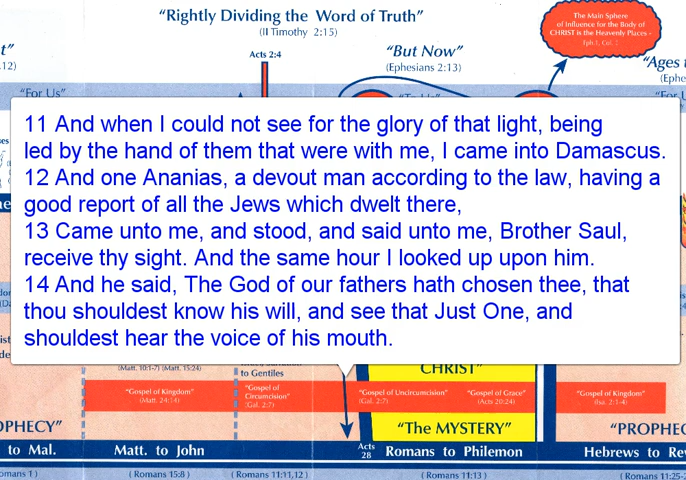 "Rightly Dividing the Word of Truth"
(II Timothy 2:15)
The Main Sphere
of Influence for the Body of
CHRIST is the Heavenly Places -
Acts 2:4
"But Now"
(Ephesians 2:13)
"Ages t
(Ephe
t"
.12)
"For Us"
11 And when I could not see for the glory of that light, being
led by the hand of them that were with me, I came into Damascus.
12 And one Ananias, a devout man according to the law, having a
good report of all the Jews which dwelt there,
13 Came unto me, and stood, and said unto me, Brother Saul,
receive thy sight. And the same hour I looked up upon him.
14 And he said, The God of our fathers hath chosen thee, that
thou shouldest know his will, and see that Just One, and
shouldest hear the voice of his mouth.
(Matt. 10:1-7) (Matt. 15:24)
to Gentiles
CHRIST"
"Gospel of Kingdom"
(Matt. 24:14)
"Gospel of
Circumcision"
(Gal. 2:7)
"Gospel of Uncircumcision"
(Gal. 2:7)
"Gospel of Grace"
(Acts 20:24)
"Gospel of Kingdom"
(Isa. 2:1-4)
OPHECY"
"The MYSTERY"
"PROPHEC
to Mal.
Matt. to John
Acts
28
Romans to Philemon
Hebrews to Rev
omans 1 )
( Romans 15:8 )
( Romans 11:11,12 )
( Romans 11:13 )
( Romans 11:25-2